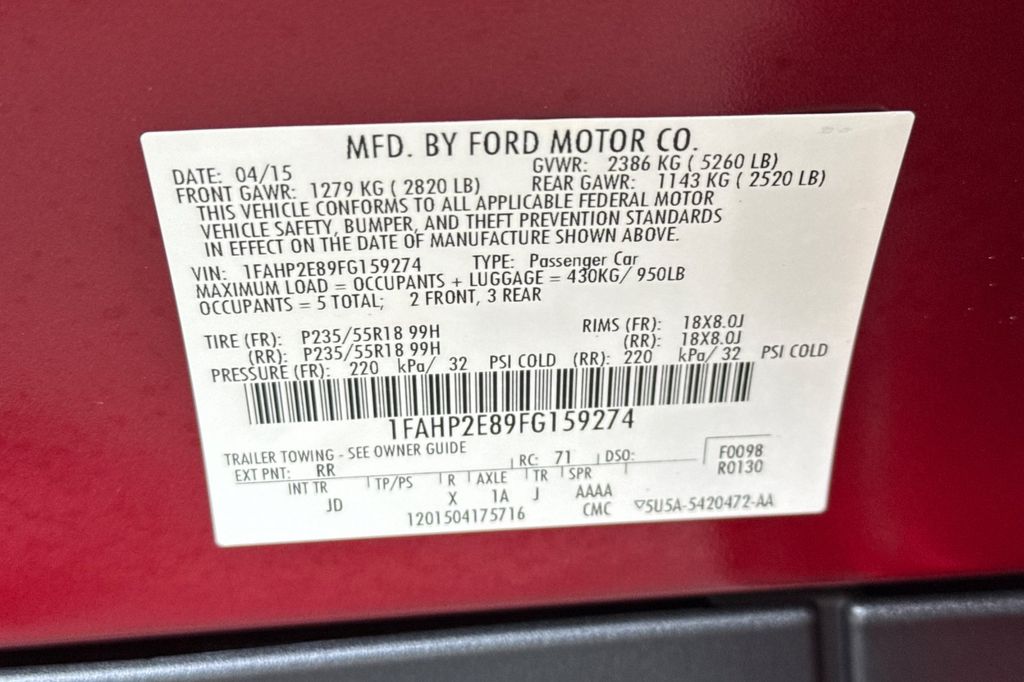 MFD. BY FORD MOTOR CO.
DATE: 04/15 GVWR: 2386 KG ( 5260 LB)
FRONT GAWR: 1279 KG ( 2820 LB) REAR GAWR: 1143 KG ( 2520 LB)
THIS VEHICLE CONFORMS TO ALL APPLICABLE FEDERAL MOTOR
VEHICLE SAFETY, BUMPER, AND THEFT PREVENTION STANDARDS
IN EFFECT ON THE DATE OF MANUFACTURE SHOWN ABOVE.
VIN: 1FAHP2E89FG159274 TYPE: Passenger Car
MAXIMUM LOAD = OCCUPANTS + LUGGAGE = 430KG/ 950LB
OCCUPANTS = 5 TOTAL; 2 FRONT, 3 REAR
TIRE (FR): P235/55R18 99H RIMS (FR): 18X8.0J
(RR): P235/55R18 99H (RR): 18X8.0J
PRESSURE (FR): 220 kPa/ 32 PSI COLD (RR): 220 kPa/ 32 PSI COLD
1FAHP2E89FG159274
TRAILER TOWING - SEE OWNER GUIDE
EXT PNT: RR RC: 71 DSO: F0098
R0130
INT TR TP/PS R AXLE TR SPR
JD X 1A J AAAA
1201504175716 CMC ▽5U5A-5420472-AA